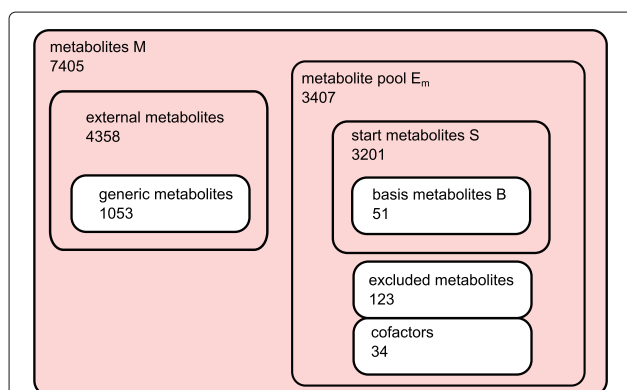 metabolites M
7405
external metabolites
4358
generic metabolites
1053
metabolite pool Em
3407
start metabolites S
3201
basis metabolites B
51
excluded metabolites
123
cofactors
34